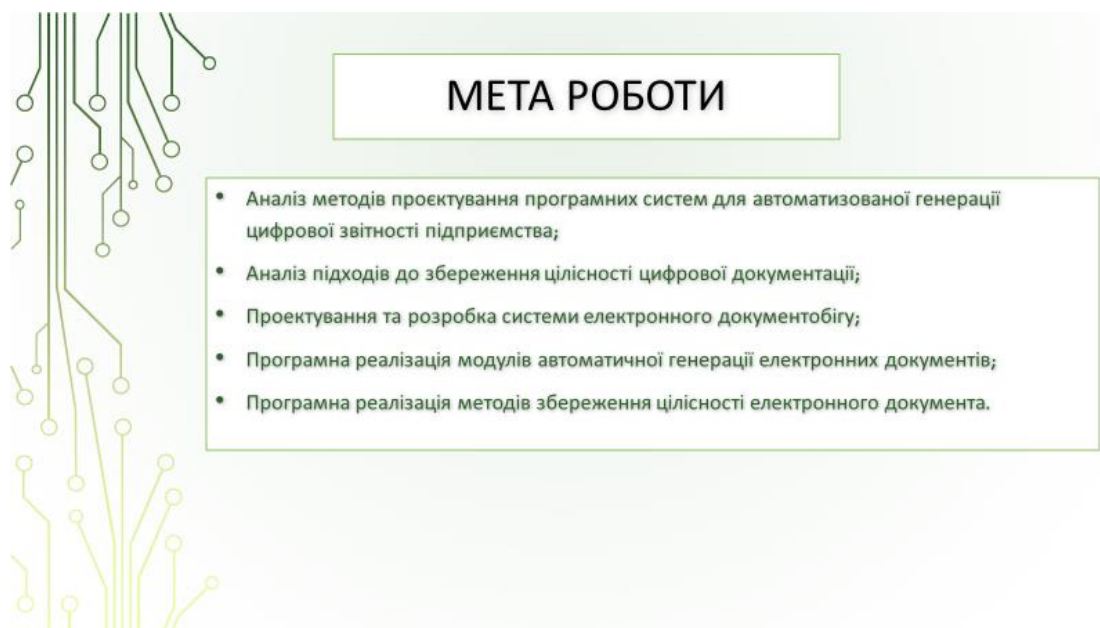 МЕТА РОБОТИ
• Аналіз методів проєктування програмних систем для автоматизованої генерації
цифрової звітності підприємства;
• Аналіз підходів до збереження цілісності цифрової документації;
• Проектування та розробка системи електронного документобігу;
• Програмна реалізація модулів автоматичної генерації електронних документів;
• Програмна реалізація методів збереження цілісності електронного документа.